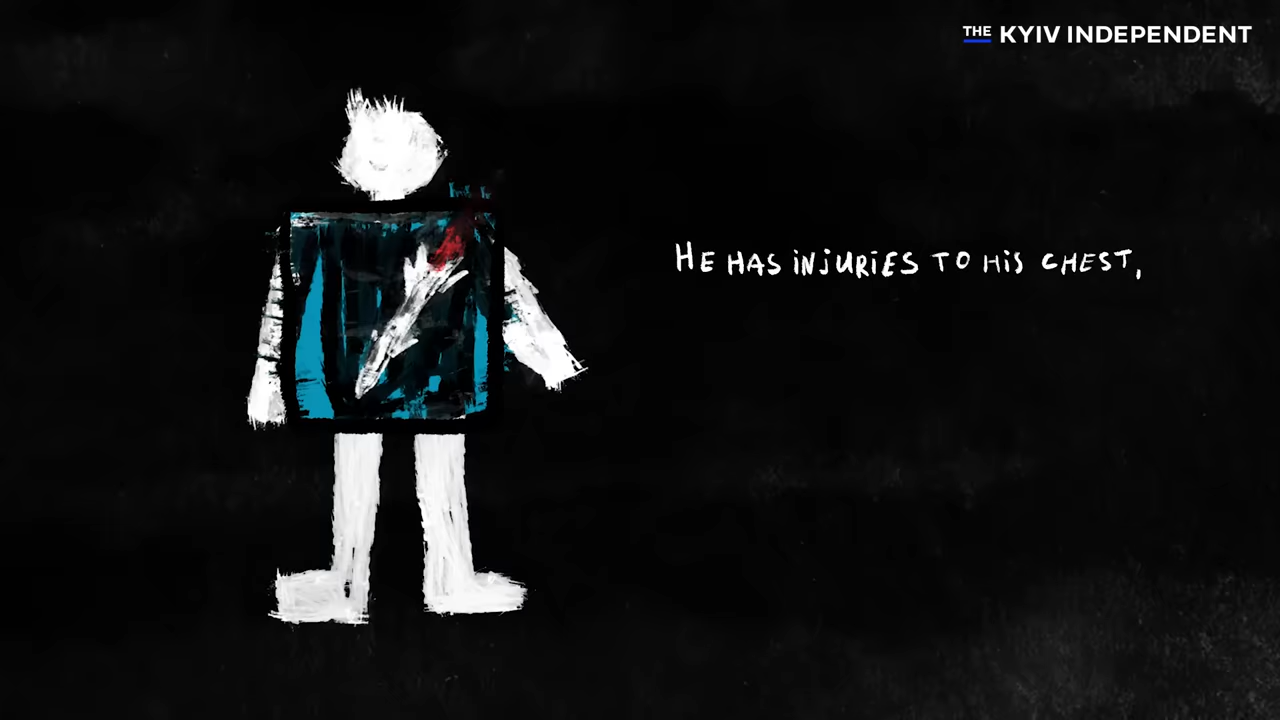 THE KYIV INDEPENDENT
HE HAS INJURIES TO HIS CHEST,